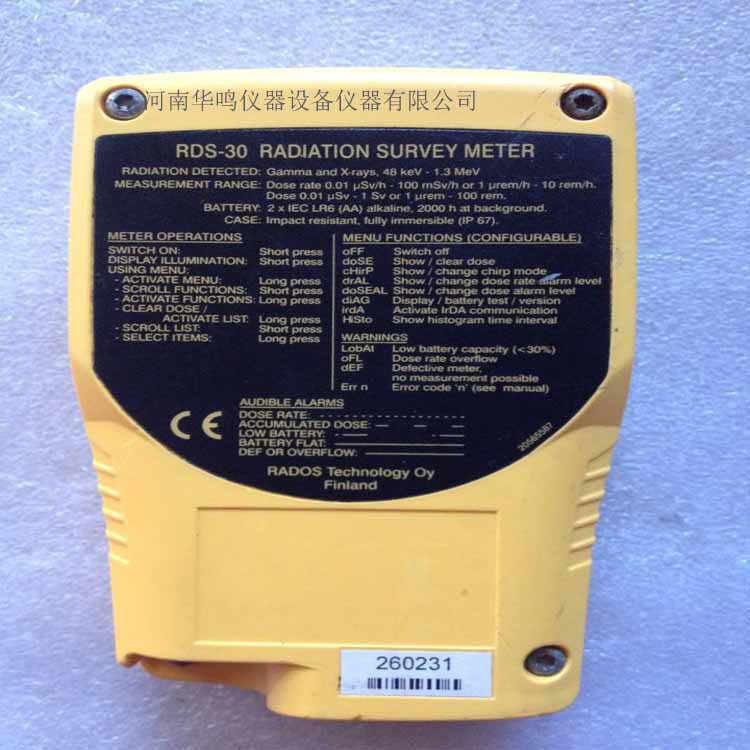 河南华鸣仪器设备仪器有限公司
RDS-30 RADIATION SURVEY METER
RADIATION DETECTED: Gamma and X-rays, 48 keV - 1.3 MeV
MEASUREMENT RANGE: Dose rate 0.01 µSv/h - 100 mSv/h or 1 µrem/h - 10 rem/h.
Dose 0.01 µSv - 1 Sv or 1 µrem - 100 rem.
BATTERY: 2 x IEC LR6 (AA) alkaline, 2000 h at background.
CASE: Impact resistant, fully immersible (IP 67).
METER OPERATIONS
SWITCH ON: Short press
DISPLAY ILLUMINATION: Short press
USING MENU:
- ACTIVATE MENU: Long press
- SCROLL FUNCTIONS: Short press
- ACTIVATE FUNCTIONS: Long press
- CLEAR DOSE /
ACTIVATE LIST: Long press
- SCROLL LIST: Short press
- SELECT ITEMS: Long press
MENU FUNCTIONS (CONFIGURABLE)
oFF Switch off
doSE Show / clear dose
cHirP Show / change chirp mode
drAL Show / change dose rate alarm level
doSEAL Show / change dose alarm level
diAG Display / battery test / version
irdA Activate IrDA communication
HiSto Show histogram time interval
WARNINGS
LobAt Low battery capacity (<30%)
oFL Dose rate overflow
dEF Defective meter,
no measurement possible
Err n Error code 'n' (see manual)
AUDIBLE ALARMS
DOSE RATE: - - - - - - - - - - - - - - - -
ACCUMULATED DOSE: — - — -
LOW BATTERY: -
BATTERY FLAT:
DEF OR OVERFLOW:
CE
20565587
RADOS Technology Oy
Finland
260231